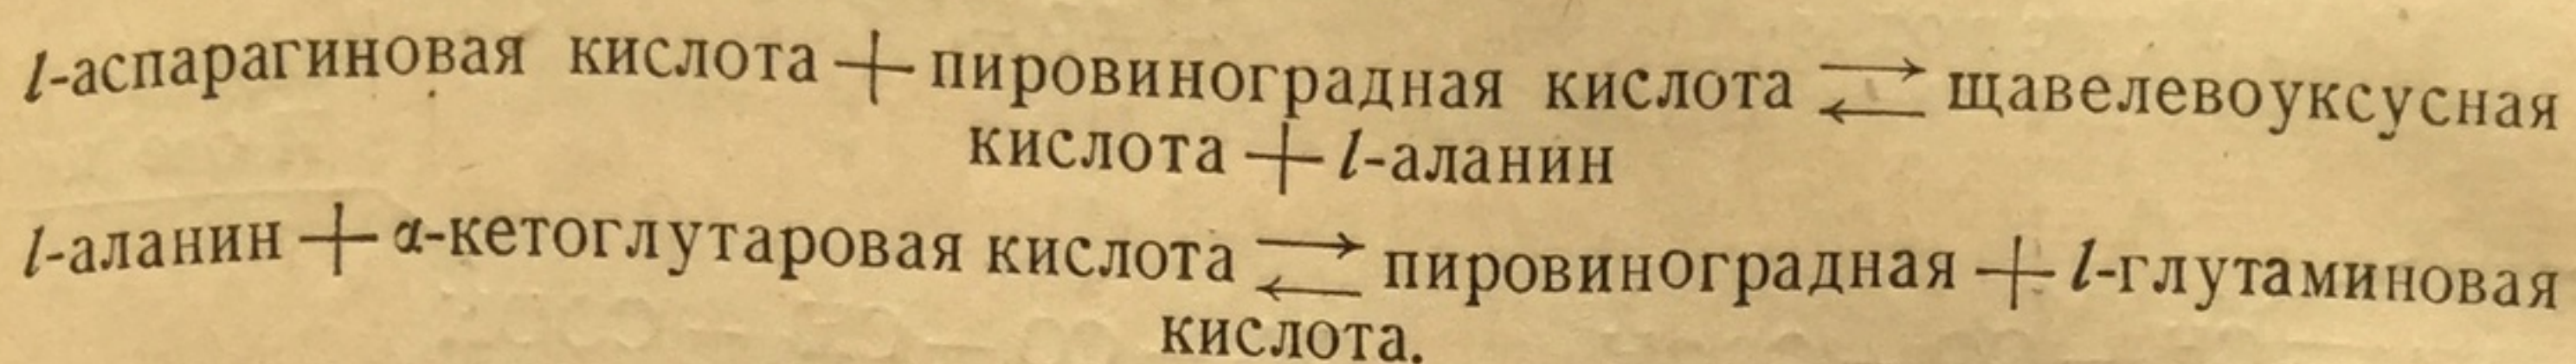 l-аспарагиновая кислота + пировиноградная кислота ⇄ щавелевоуксусная
кислота + l-аланин
l-аланин + α-кетоглутаровая кислота ⇄ пировиноградная + l-глутаминовая
кислота.